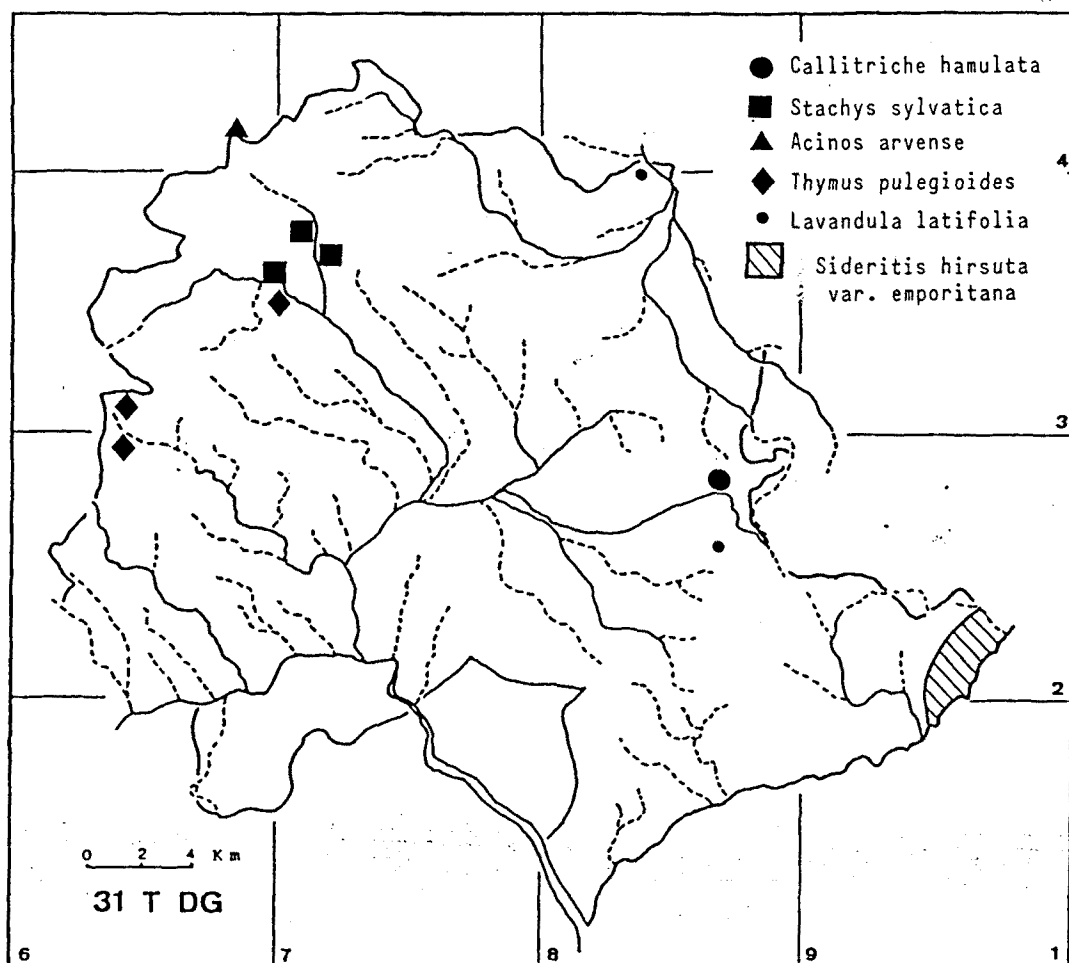 Callitriche hamulata
Stachys sylvatica
Acinos arvense
Thymus pulegioides
Lavandula latifolia
Sideritis hirsuta
var. emporitana
4
3
2
0 2 4 Km
31 T DG
6 7 8 9 1